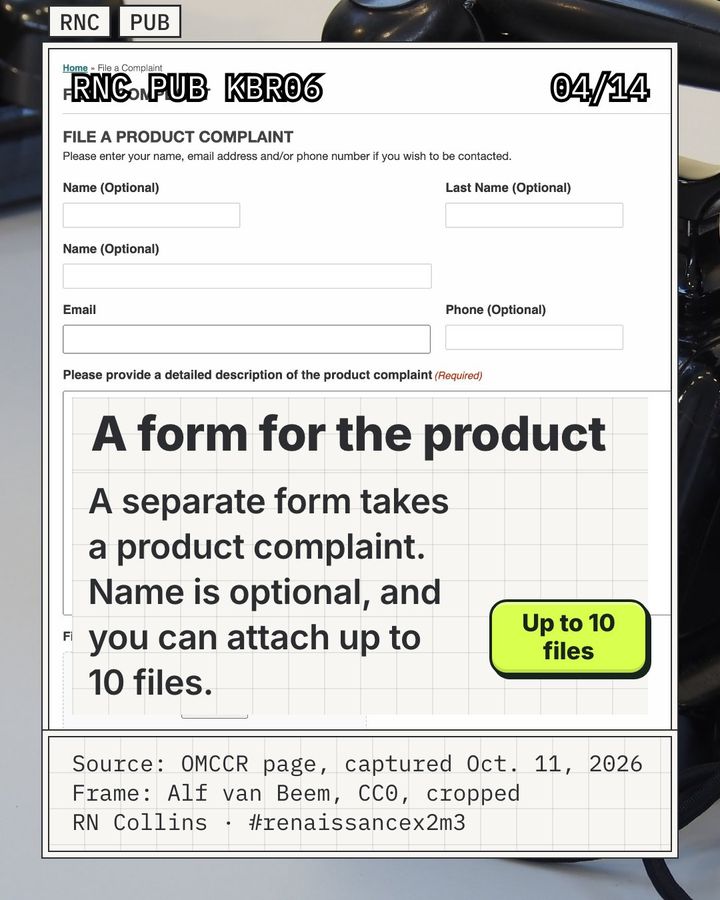 RNC PUB
Home » File a Complaint
RNC PUB KBR06 04/14
FILE A PRODUCT COMPLAINT
Please enter your name, email address and/or phone number if you wish to be contacted.
Name (Optional) Last Name (Optional)
Name (Optional)
Email Phone (Optional)
Please provide a detailed description of the product complaint (Required)
A form for the product
A separate form takes
a product complaint.
Name is optional, and
you can attach up to
10 files.
Up to 10
files
Source: OMCCR page, captured Oct. 11, 2026
Frame: Alf van Beem, CC0, cropped
RN Collins · #renaissancex2m3